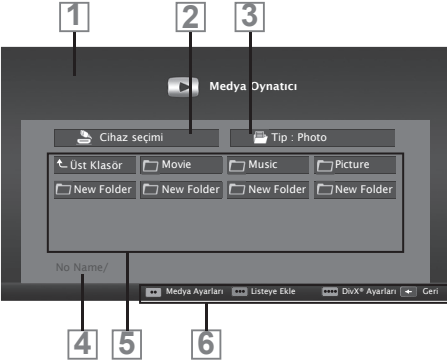 1 2 3
Medya Oynatıcı
Cihaz seçimi Tip : Photo
Üst Klasör Movie Music Picture
New Folder New Folder New Folder New Folder
No Name/
Medya Ayarları Listeye Ekle DivX® Ayarları Geri
4 5 6